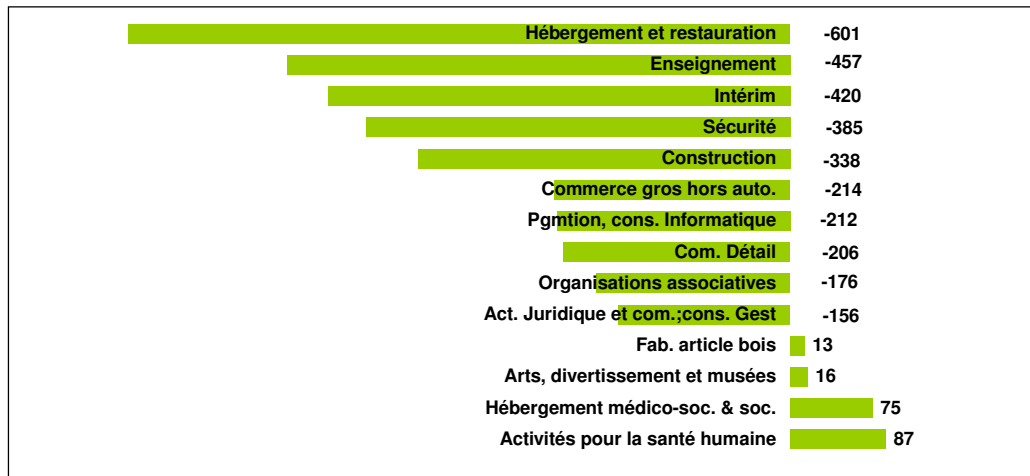 Hébergement et restauration -601
Enseignement -457
Intérim -420
Sécurité -385
Construction -338
Commerce gros hors auto. -214
Pgmtion, cons. Informatique -212
Com. Détail -206
Organisations associatives -176
Act. Juridique et com.;cons. Gest -156
Fab. article bois 13
Arts, divertissement et musées 16
Hébergement médico-soc. & soc. 75
Activités pour la santé humaine 87